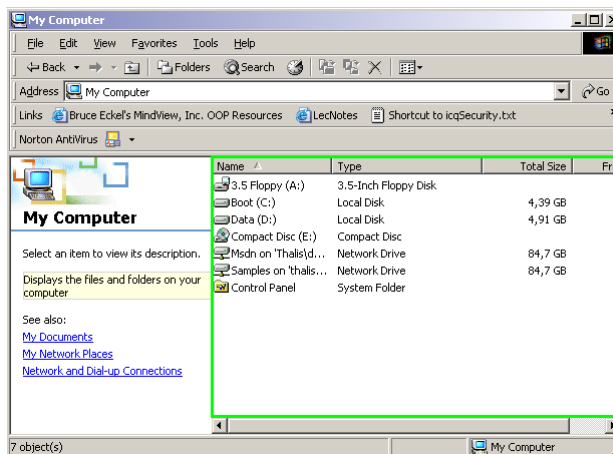 My Computer
File Edit View Favorites Tools Help
Back Folders Search
Address My Computer Go
Links Bruce Eckel's MindView, Inc. OOP Resources LecNotes Shortcut to icqSecurity.txt
Norton AntiVirus
My Computer
Select an item to view its description.
Displays the files and folders on your
computer
See also:
My Documents
My Network Places
Network and Dial-up Connections
Name Type Total Size Fr
3.5 Floppy (A:) 3.5-Inch Floppy Disk
Boot (C:) Local Disk 4,39 GB
Data (D:) Local Disk 4,91 GB
Compact Disc (E:) Compact Disc
Msdn on 'Thalis\d... Network Drive 84,7 GB
Samples on 'thalis... Network Drive 84,7 GB
Control Panel System Folder
7 object(s) My Computer